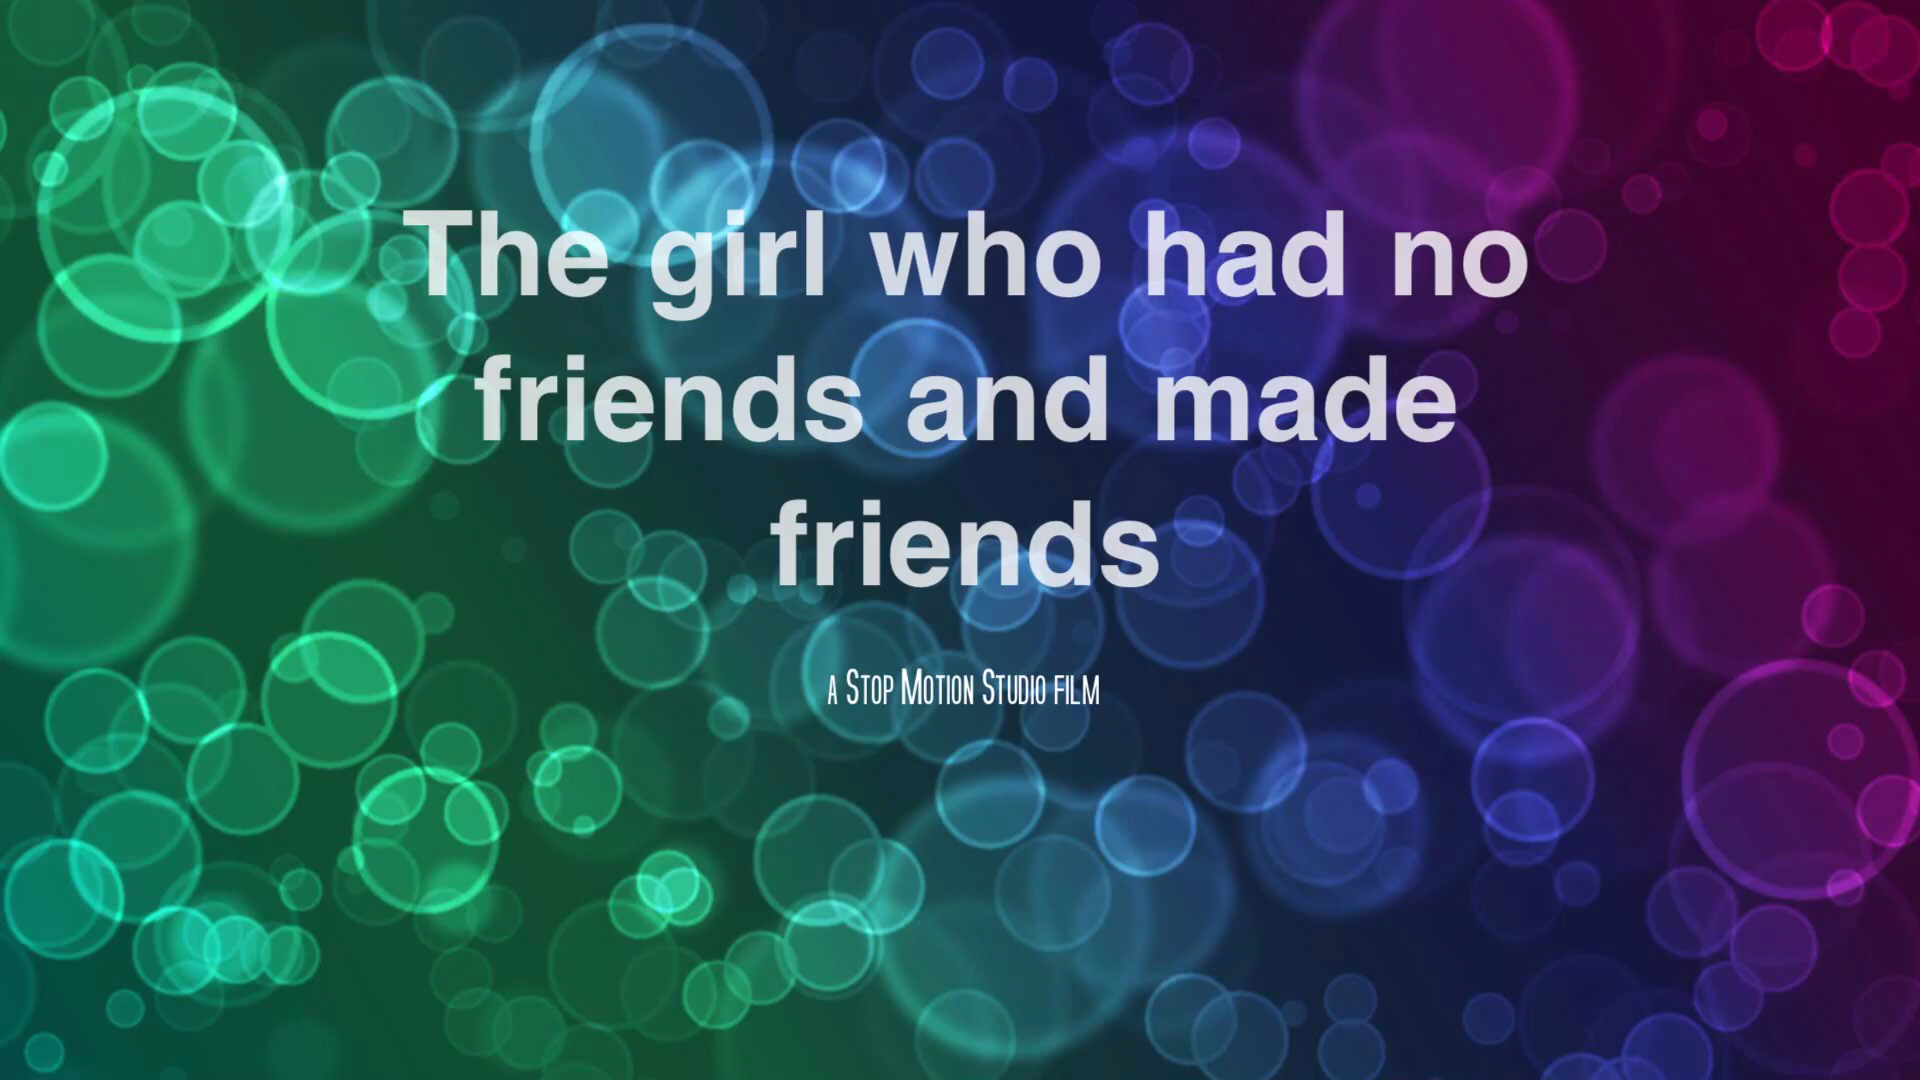 The girl who had no
friends and made
friends
a Stop Motion Studio film